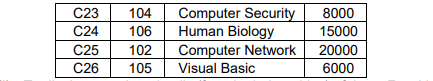 C23 104 Computer Security 8000
C24 106 Human Biology 15000
C25 102 Computer Network 20000
C26 105 Visual Basic 6000